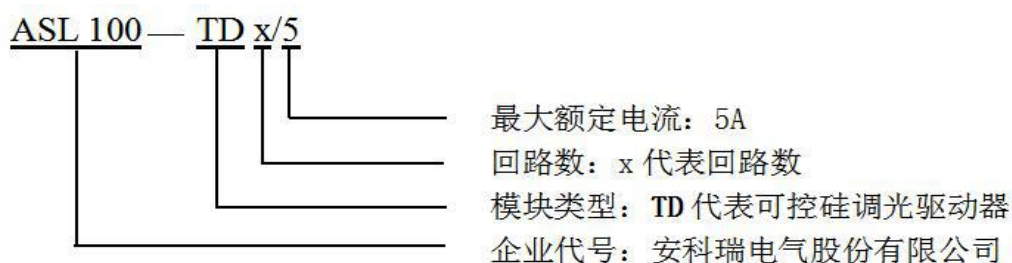 ASL 100— TD x/5
最大额定电流：5A
回路数：x 代表回路数
模块类型：TD 代表可控硅调光驱动器
企业代号：安科瑞电气股份有限公司